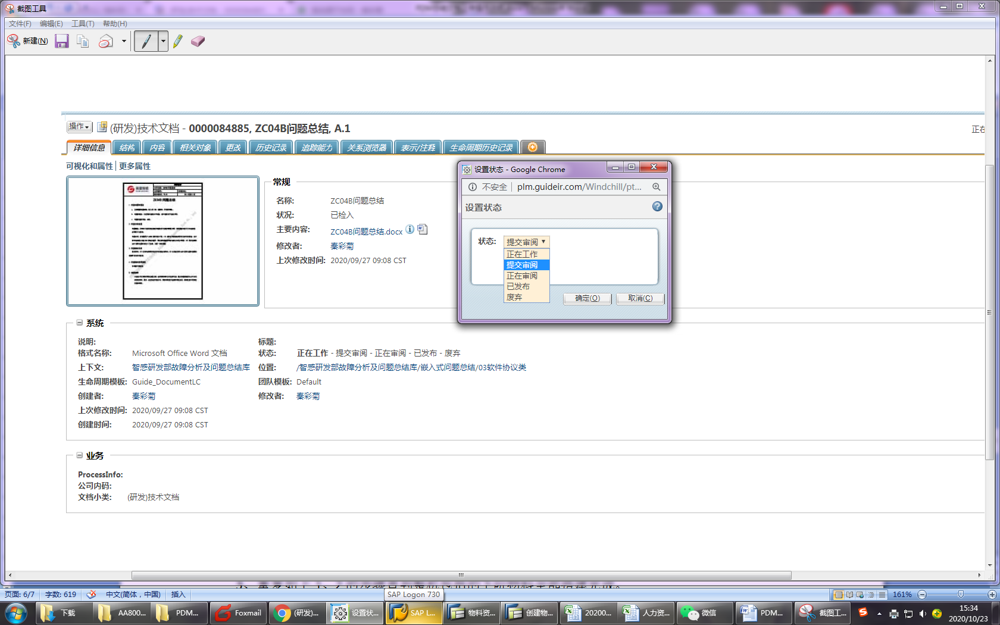 截图工具
文件(F) 编辑(E) 工具(T) 帮助(H)
新建(N)
操作 (研发)技术文档 - 0000084885, ZC04B问题总结, A.1
正在
详细信息 结构 内容 相关对象 更改 历史记录 追踪能力 关系浏览器 表示/注释 生命周期历史记录
可视化和属性 更多属性
ZC04B问题总结
常规
名称: ZC04B问题总结
状况: 已检入
主要内容: ZC04B问题总结.docx
修改者: 秦彩菊
上次修改时间: 2020/09/27 09:08 CST
设置状态 - Google Chrome
不安全 plm.guideir.com/Windchill/pt...
设置状态
状态: 提交审阅
正在工作
提交审阅
正在审阅
已发布
废弃
确定(O) 取消(C)
系统
说明: 标题:
格式名称: Microsoft Office Word 文档 状态: 正在工作 - 提交审阅 - 正在审阅 - 已发布 - 废弃
上下文: 智感研发部故障分析及问题总结库 位置: /智感研发部故障分析及问题总结库/嵌入式问题总结/03软件协议类
生命周期模板: Guide_DocumentLC 团队模板: Default
创建者: 秦彩菊 修改者: 秦彩菊
上次修改时间: 2020/09/27 09:08 CST
创建时间: 2020/09/27 09:08 CST
业务
ProcessInfo:
公司内码:
文档小类: (研发)技术文档
页面: 6/7 字数: 619 中文(简体，中国) 插入 SAP Logon 730 161%
下载 AA800... PDM... Foxmail (研发)... 设置状... SAP L... 物料资... 创建物... 20200... 人力资... 微信 PDM... 截图工...
15:34
2020/10/23